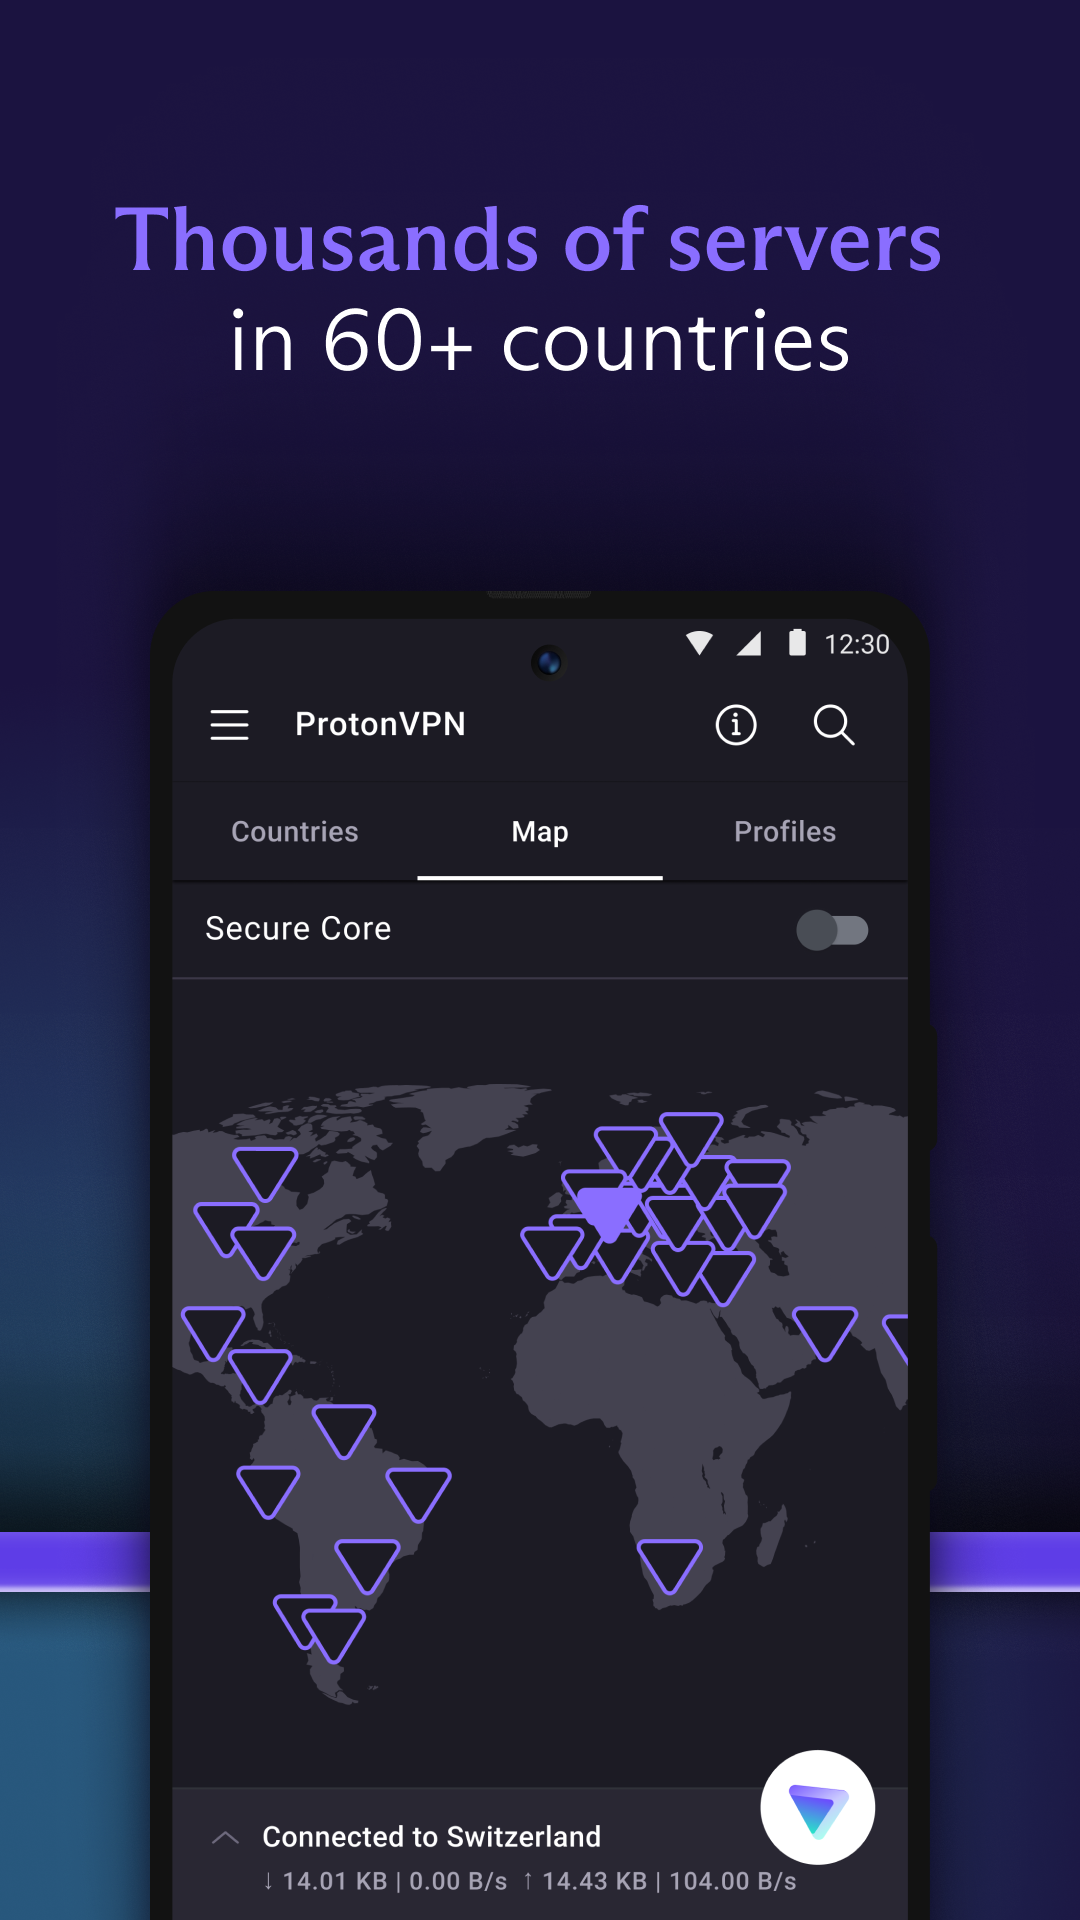 Thousands of servers
in 60+ countries
12:30
ProtonVPN
Countries Map Profiles
Secure Core
Connected to Switzerland
↓ 14.01 KB | 0.00 B/s ↑ 14.43 KB | 104.00 B/s